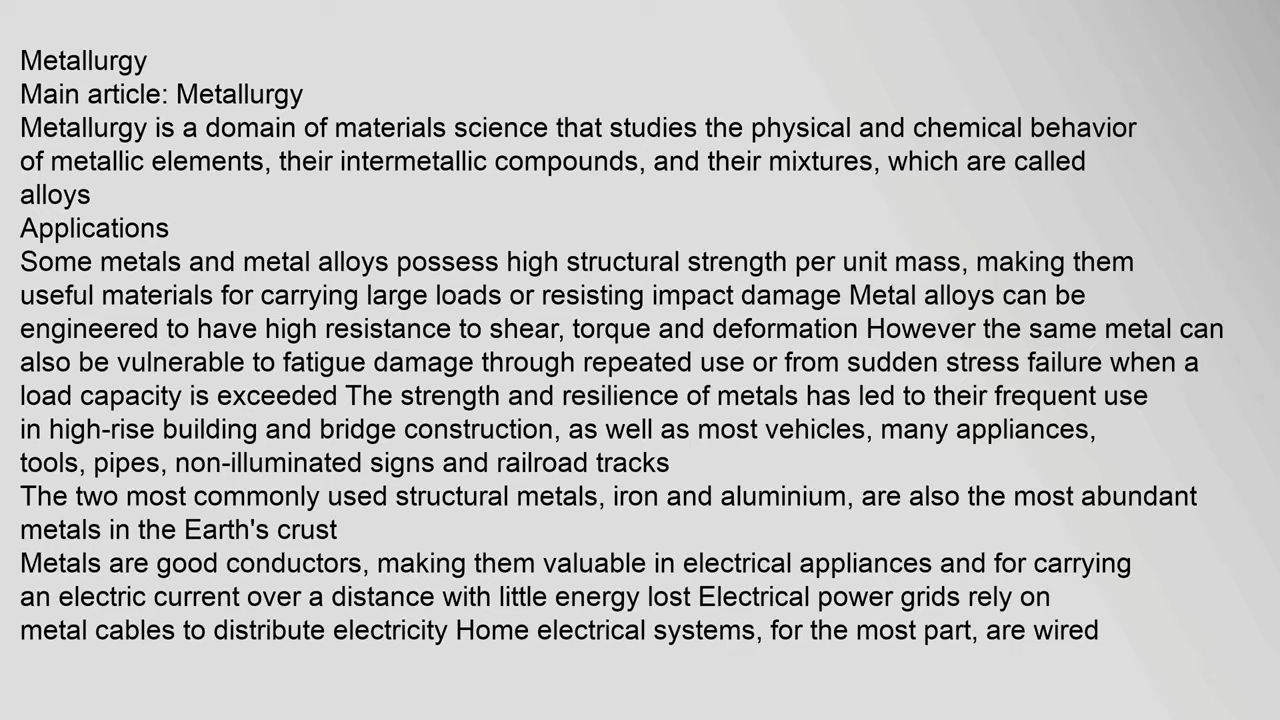 Metallurgy
Main article: Metallurgy
Metallurgy is a domain of materials science that studies the physical and chemical behavior
of metallic elements, their intermetallic compounds, and their mixtures, which are called
alloys
Applications
Some metals and metal alloys possess high structural strength per unit mass, making them
useful materials for carrying large loads or resisting impact damage Metal alloys can be
engineered to have high resistance to shear, torque and deformation However the same metal can
also be vulnerable to fatigue damage through repeated use or from sudden stress failure when a
load capacity is exceeded The strength and resilience of metals has led to their frequent use
in high-rise building and bridge construction, as well as most vehicles, many appliances,
tools, pipes, non-illuminated signs and railroad tracks
The two most commonly used structural metals, iron and aluminium, are also the most abundant
metals in the Earth's crust
Metals are good conductors, making them valuable in electrical appliances and for carrying
an electric current over a distance with little energy lost Electrical power grids rely on
metal cables to distribute electricity Home electrical systems, for the most part, are wired